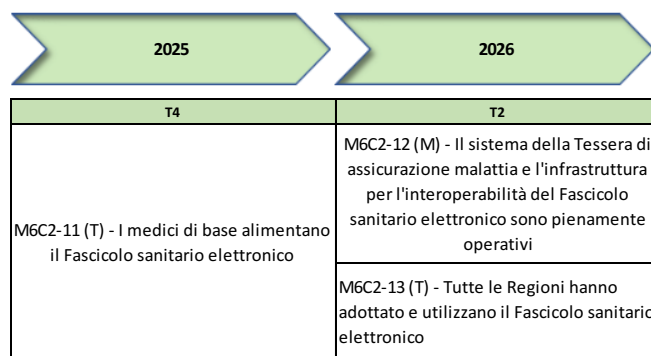 2025
2026
T4
T2
M6C2-11 (T) - I medici di base alimentano
il Fascicolo sanitario elettronico
M6C2-12 (M) - Il sistema della Tessera di
assicurazione malattia e l'infrastruttura
per l'interoperabilità del Fascicolo
sanitario elettronico sono pienamente
operativi
M6C2-13 (T) - Tutte le Regioni hanno
adottato e utilizzano il Fascicolo sanitario
elettronico